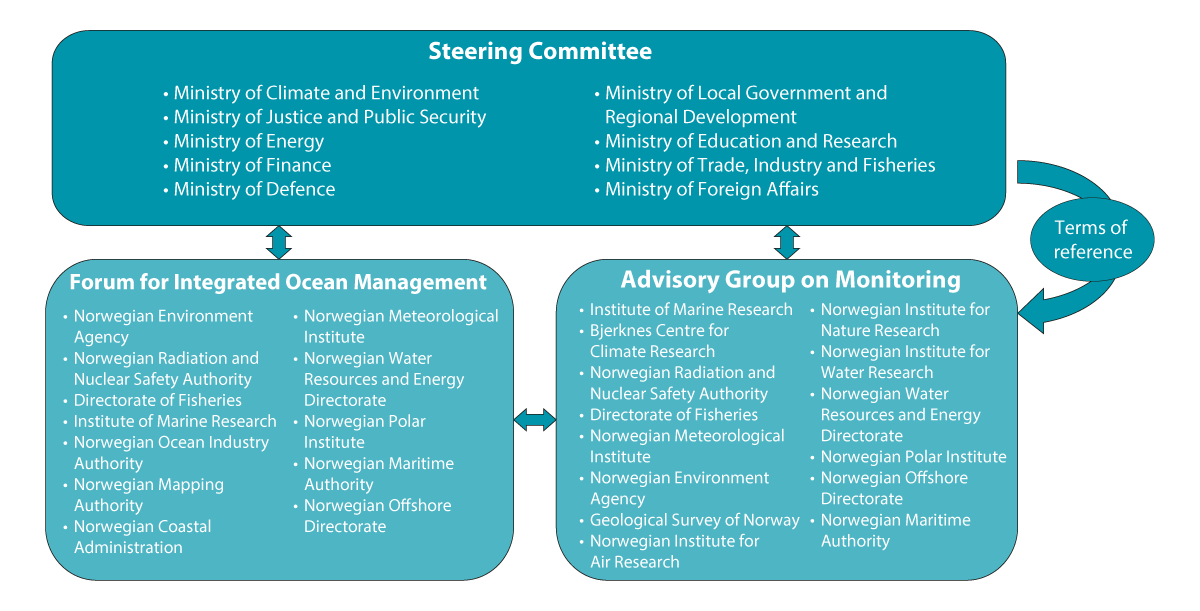 Steering Committee
• Ministry of Climate and Environment
• Ministry of Justice and Public Security
• Ministry of Energy
• Ministry of Finance
• Ministry of Defence
• Ministry of Local Government and
Regional Development
• Ministry of Education and Research
• Ministry of Trade, Industry and Fisheries
• Ministry of Foreign Affairs
Terms of
reference
Forum for Integrated Ocean Management
• Norwegian Environment
Agency
• Norwegian Radiation and
Nuclear Safety Authority
• Directorate of Fisheries
• Institute of Marine Research
• Norwegian Ocean Industry
Authority
• Norwegian Mapping
Authority
• Norwegian Coastal
Administration
• Norwegian Meteorological
Institute
• Norwegian Water
Resources and Energy
Directorate
• Norwegian Polar
Institute
• Norwegian Maritime
Authority
• Norwegian Offshore
Directorate
Advisory Group on Monitoring
• Institute of Marine Research
• Bjerknes Centre for
Climate Research
• Norwegian Radiation and
Nuclear Safety Authority
• Directorate of Fisheries
• Norwegian Meteorological
Institute
• Norwegian Environment
Agency
• Geological Survey of Norway
• Norwegian Institute for
Air Research
• Norwegian Institute for
Nature Research
• Norwegian Institute for
Water Research
• Norwegian Water
Resources and Energy
Directorate
• Norwegian Polar Institute
• Norwegian Offshore
Directorate
• Norwegian Maritime
Authority